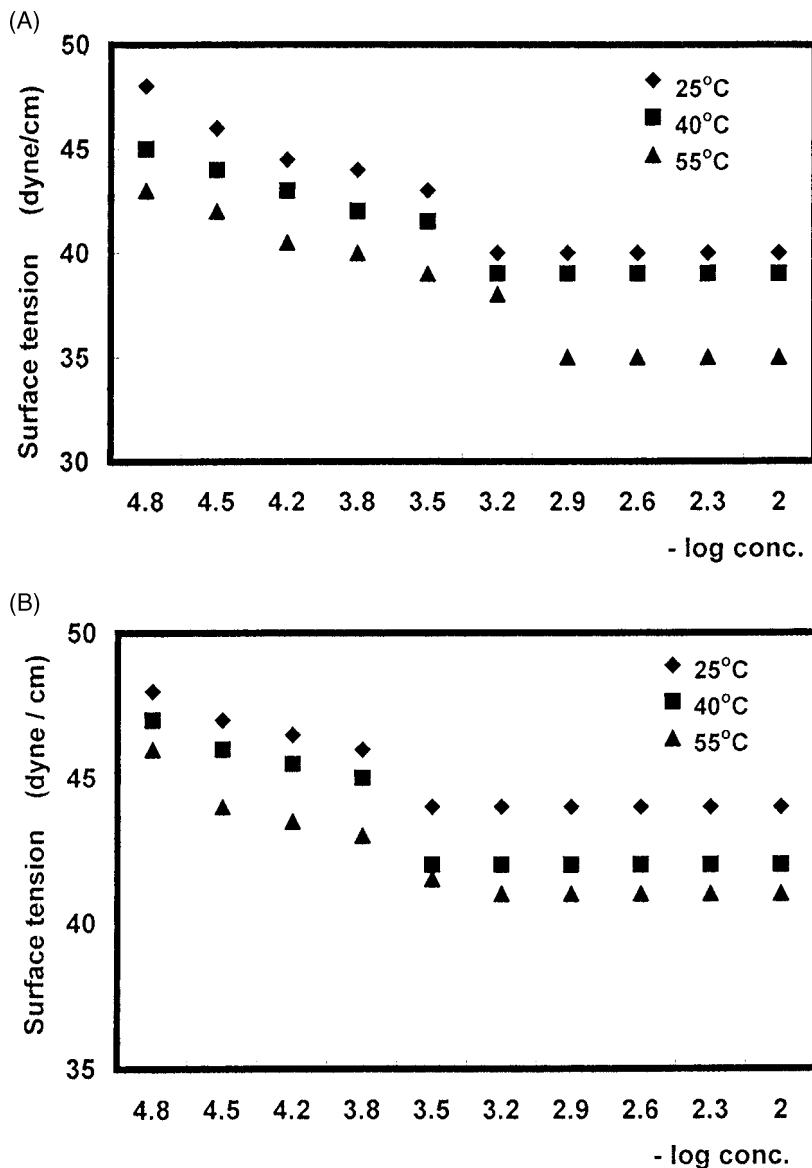 (A)
50
45
40
35
30
Surface tension (dyne/cm)
25°C
40°C
55°C
4.8 4.5 4.2 3.8 3.5 3.2 2.9 2.6 2.3 2
- log conc.
(B)
50
45
40
35
Surface tension (dyne / cm)
25°C
40°C
55°C
4.8 4.5 4.2 3.8 3.5 3.2 2.9 2.6 2.3 2
- log conc.